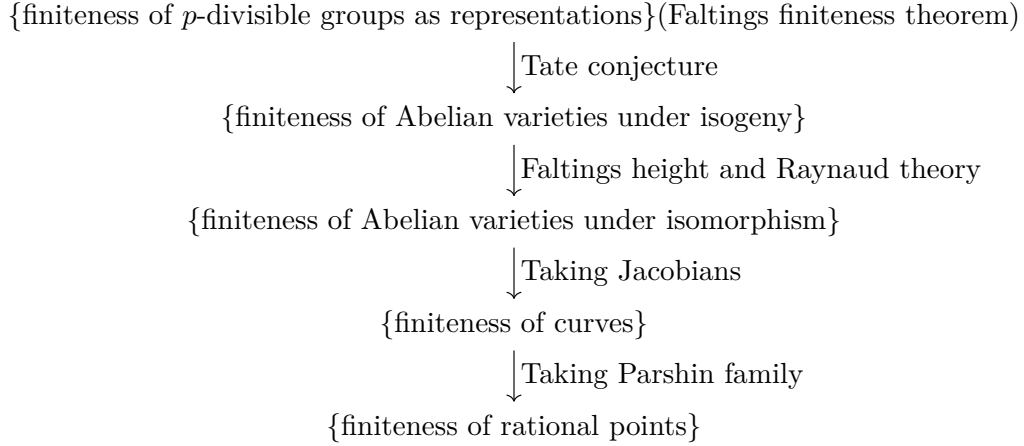 {finiteness of p-divisible groups as representations}(Faltings finiteness theorem)
Tate conjecture
{finiteness of Abelian varieties under isogeny}
Faltings height and Raynaud theory
{finiteness of Abelian varieties under isomorphism}
Taking Jacobians
{finiteness of curves}
Taking Parshin family
{finiteness of rational points}